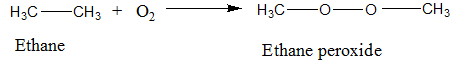 H₃C—CH₃ + O₂ ⟶ H₃C—O—O—CH₃
Ethane
Ethane peroxide